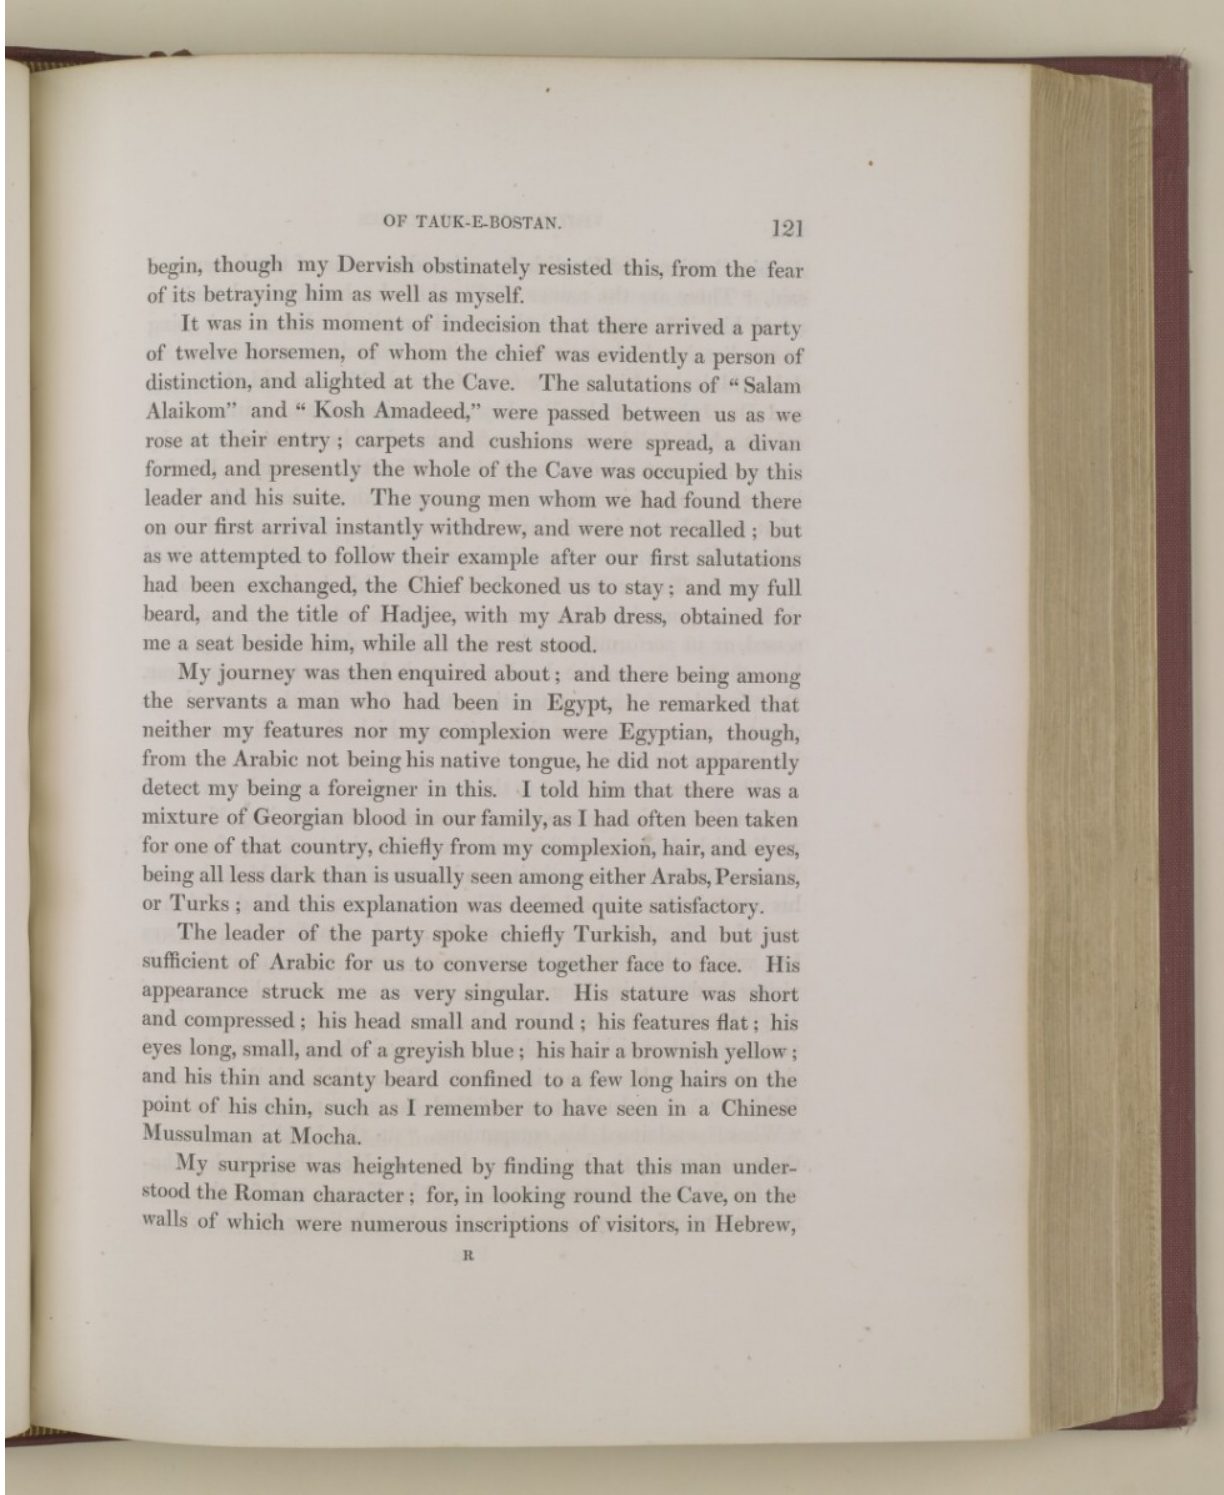 OF TAUK-E-BOSTAN. 121
begin, though my Dervish obstinately resisted this, from the fear
of its betraying him as well as myself.
It was in this moment of indecision that there arrived a party
of twelve horsemen, of whom the chief was evidently a person of
distinction, and alighted at the Cave. The salutations of “ Salam
Alaikom” and “ Kosh Amadeed,” were passed between us as we
rose at their entry ; carpets and cushions were spread, a divan
formed, and presently the whole of the Cave was occupied by this
leader and his suite. The young men whom we had found there
on our first arrival instantly withdrew, and were not recalled ; but
as we attempted to follow their example after our first salutations
had been exchanged, the Chief beckoned us to stay ; and my full
beard, and the title of Hadjee, with my Arab dress, obtained for
me a seat beside him, while all the rest stood.
My journey was then enquired about ; and there being among
the servants a man who had been in Egypt, he remarked that
neither my features nor my complexion were Egyptian, though,
from the Arabic not being his native tongue, he did not apparently
detect my being a foreigner in this. I told him that there was a
mixture of Georgian blood in our family, as I had often been taken
for one of that country, chiefly from my complexion, hair, and eyes,
being all less dark than is usually seen among either Arabs, Persians,
or Turks ; and this explanation was deemed quite satisfactory.
The leader of the party spoke chiefly Turkish, and but just
sufficient of Arabic for us to converse together face to face. His
appearance struck me as very singular. His stature was short
and compressed ; his head small and round ; his features flat ; his
eyes long, small, and of a greyish blue ; his hair a brownish yellow ;
and his thin and scanty beard confined to a few long hairs on the
point of his chin, such as I remember to have seen in a Chinese
Mussulman at Mocha.
My surprise was heightened by finding that this man under-
stood the Roman character ; for, in looking round the Cave, on the
walls of which were numerous inscriptions of visitors, in Hebrew,
R